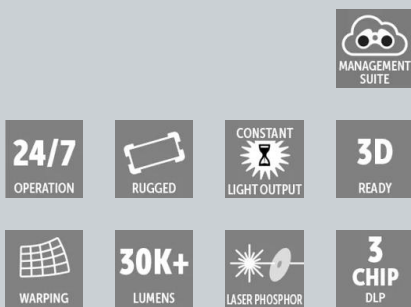 MANAGEMENT
SUITE
24/7
OPERATION
RUGGED
CONSTANT
LIGHT OUTPUT
3D
READY
WARPING
30K+
LUMENS
LASER PHOSPHOR
3
CHIP
DLP